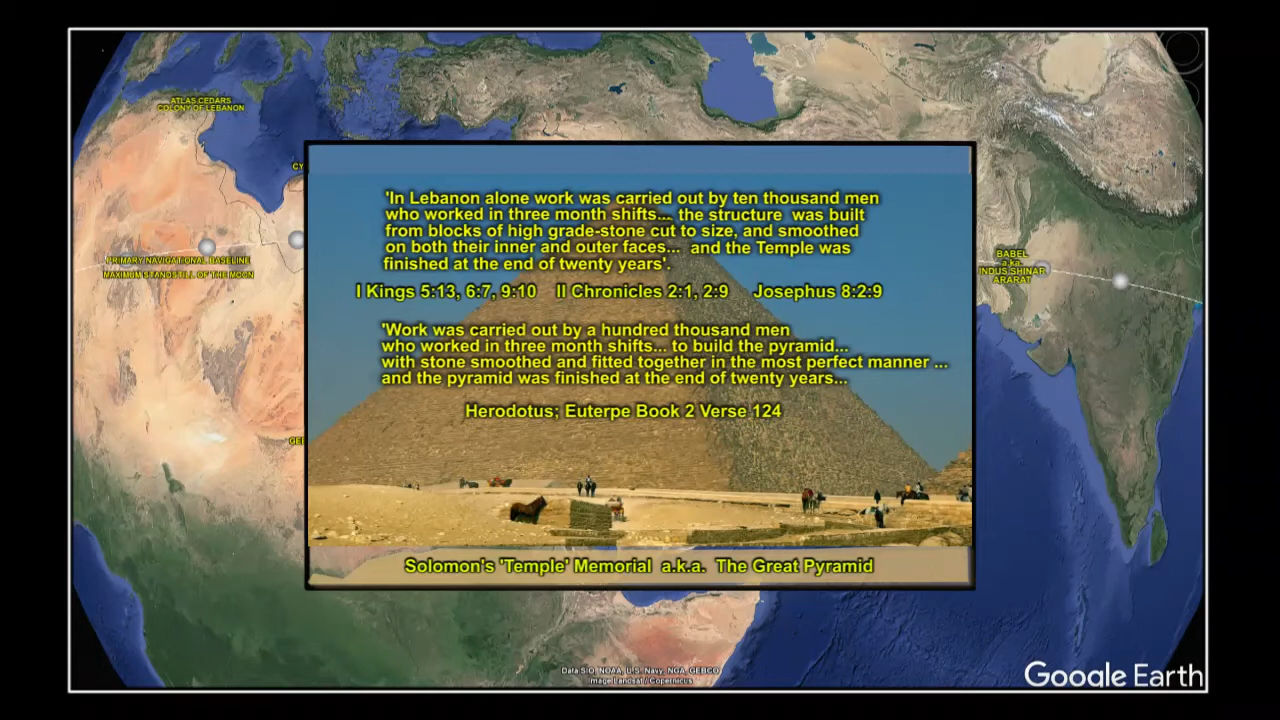 ATLAS CEDARS
COLONY OF LEBANON
CY
PRIMARY NAVIGATIONAL BASELINE
MAXIMUM STANDSTILL OF THE MOON
GEI
'In Lebanon alone work was carried out by ten thousand men
who worked in three month shifts... the structure was built
from blocks of high grade-stone cut to size, and smoothed
on both their inner and outer faces... and the Temple was
finished at the end of twenty years'.
I Kings 5:13, 6:7, 9:10 II Chronicles 2:1, 2:9 Josephus 8:2:9
'Work was carried out by a hundred thousand men
who worked in three month shifts... to build the pyramid...
with stone smoothed and fitted together in the most perfect manner ...
and the pyramid was finished at the end of twenty years...
Herodotus; Euterpe Book 2 Verse 124
Solomon's 'Temple' Memorial a.k.a. The Great Pyramid
BABEL
a.k.a.
INDUS SHINAR
ARARAT
Data SIO, NOAA, U.S. Navy, NGA, GEBCO
Image Landsat / Copernicus
Google Earth